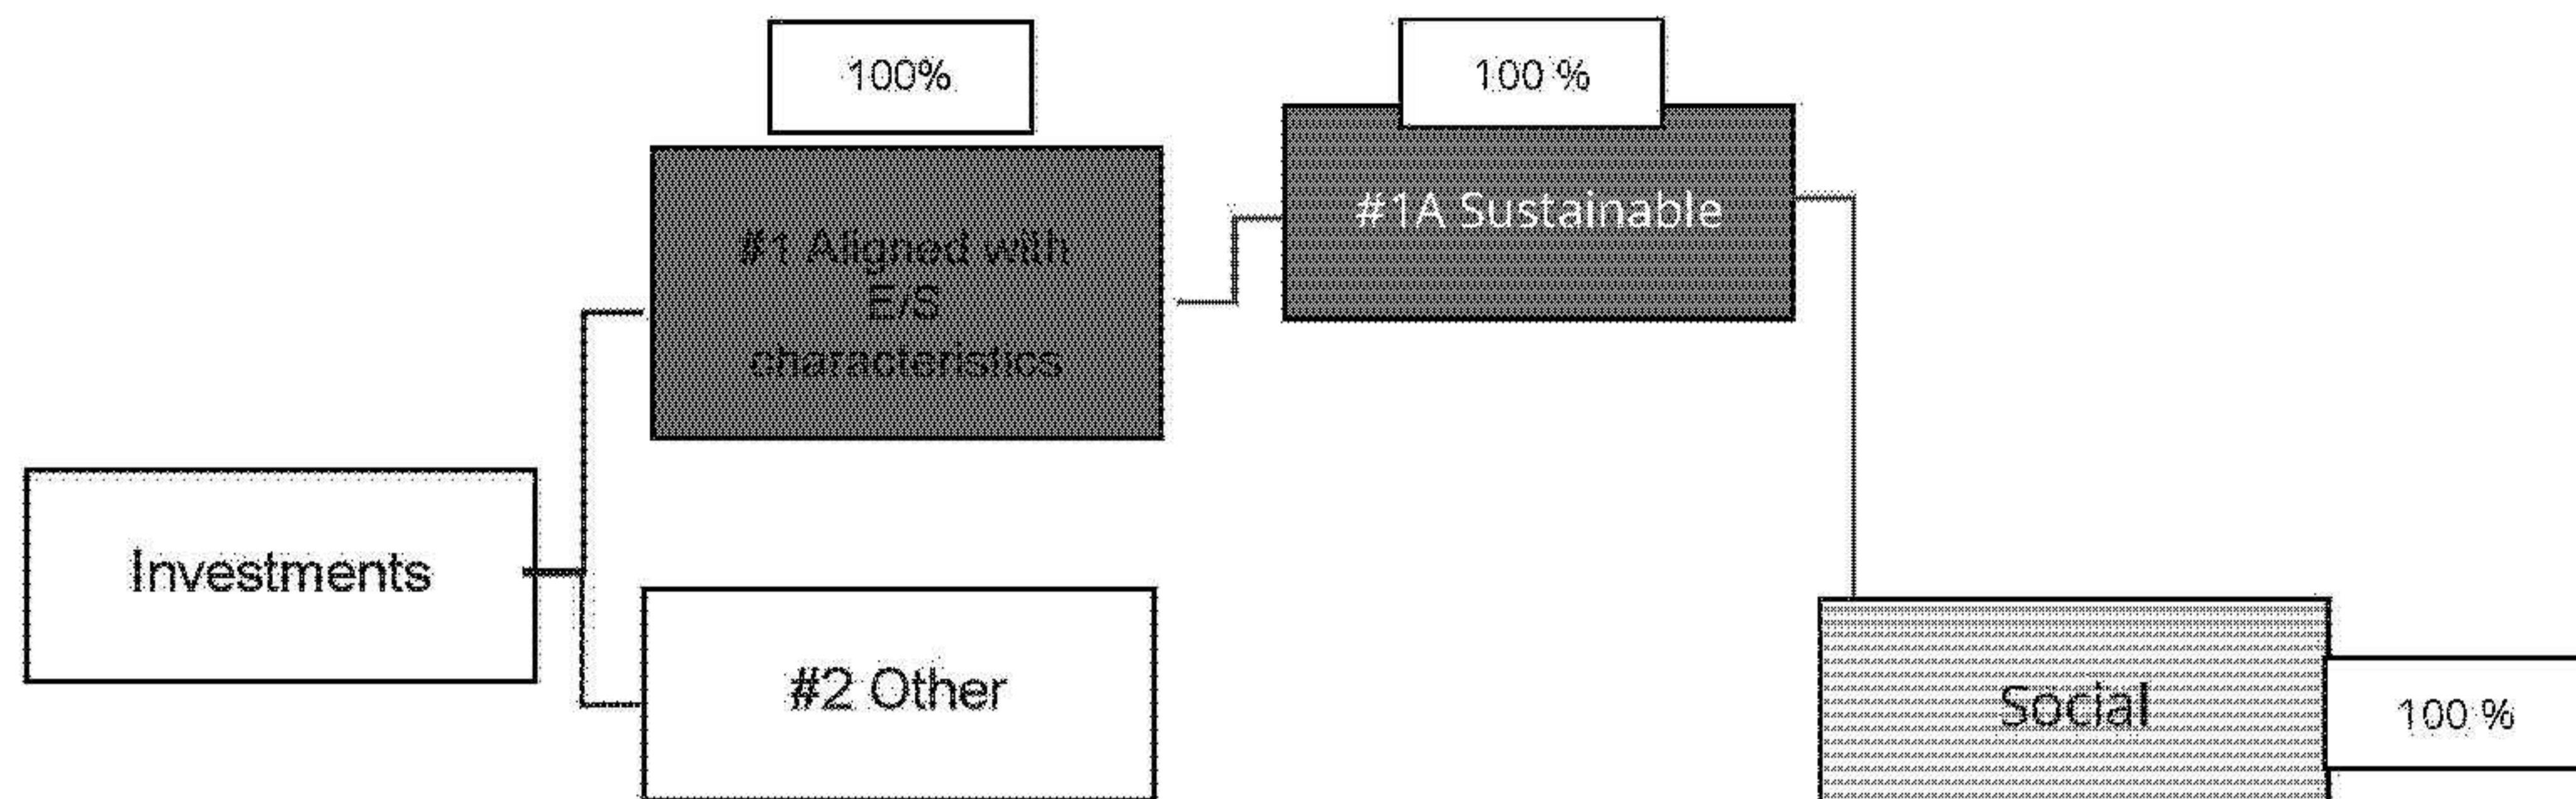 100%
100 %
#1A Sustainable
#1 Aligned with
E/S
characteristics
Investments
#2 Other
Social
100 %